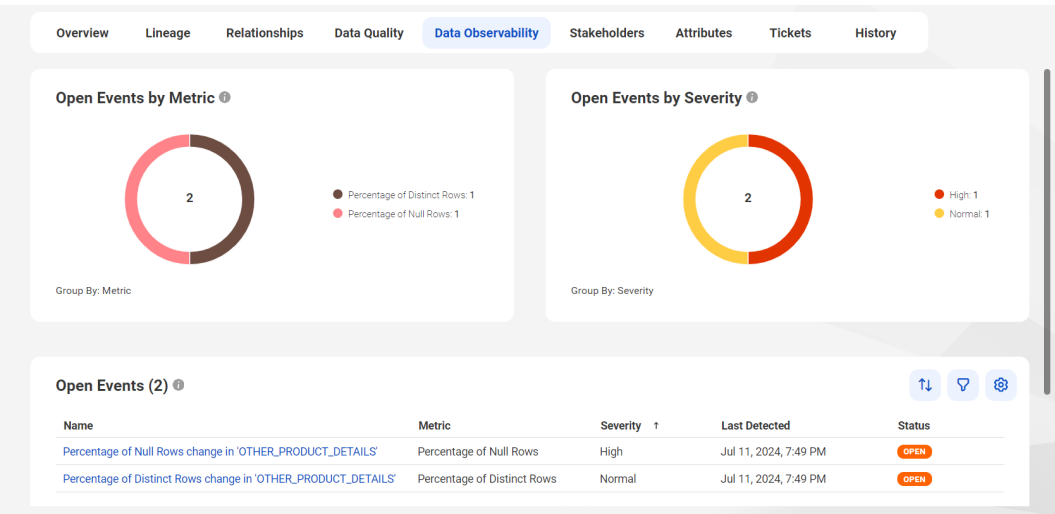 Overview Lineage Relationships Data Quality Data Observability Stakeholders Attributes Tickets History
Open Events by Metric
2
Percentage of Distinct Rows: 1
Percentage of Null Rows: 1
Group By: Metric
Open Events by Severity
2
High: 1
Normal: 1
Group By: Severity
Open Events (2)
Name Metric Severity ↑ Last Detected Status
Percentage of Null Rows change in 'OTHER_PRODUCT_DETAILS' Percentage of Null Rows High Jul 11, 2024, 7:49 PM OPEN
Percentage of Distinct Rows change in 'OTHER_PRODUCT_DETAILS' Percentage of Distinct Rows Normal Jul 11, 2024, 7:49 PM OPEN